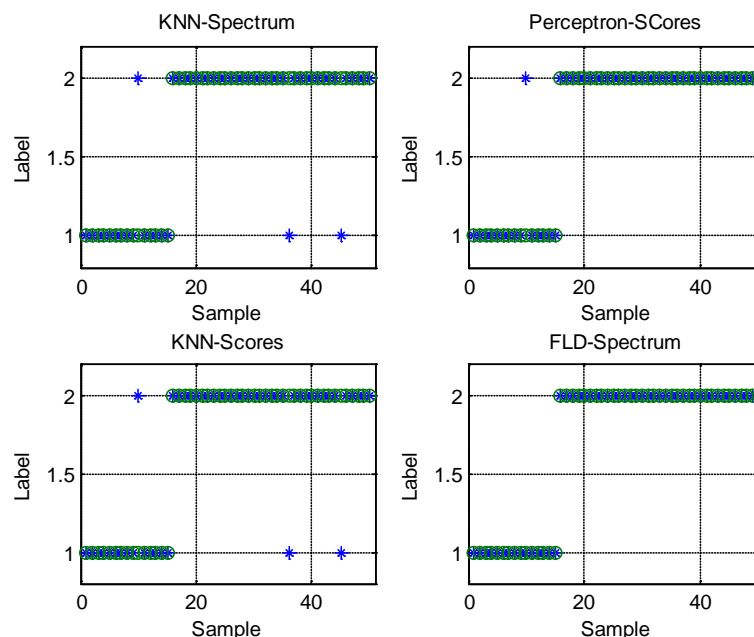 KNN-Spectrum
2
1.5
1
Label
0
20
40
Sample
Perceptron-SCores
2
1.5
1
Label
0
20
40
Sample
KNN-Scores
2
1.5
1
Label
0
20
40
Sample
FLD-Spectrum
2
1.5
1
Label
0
20
40
Sample